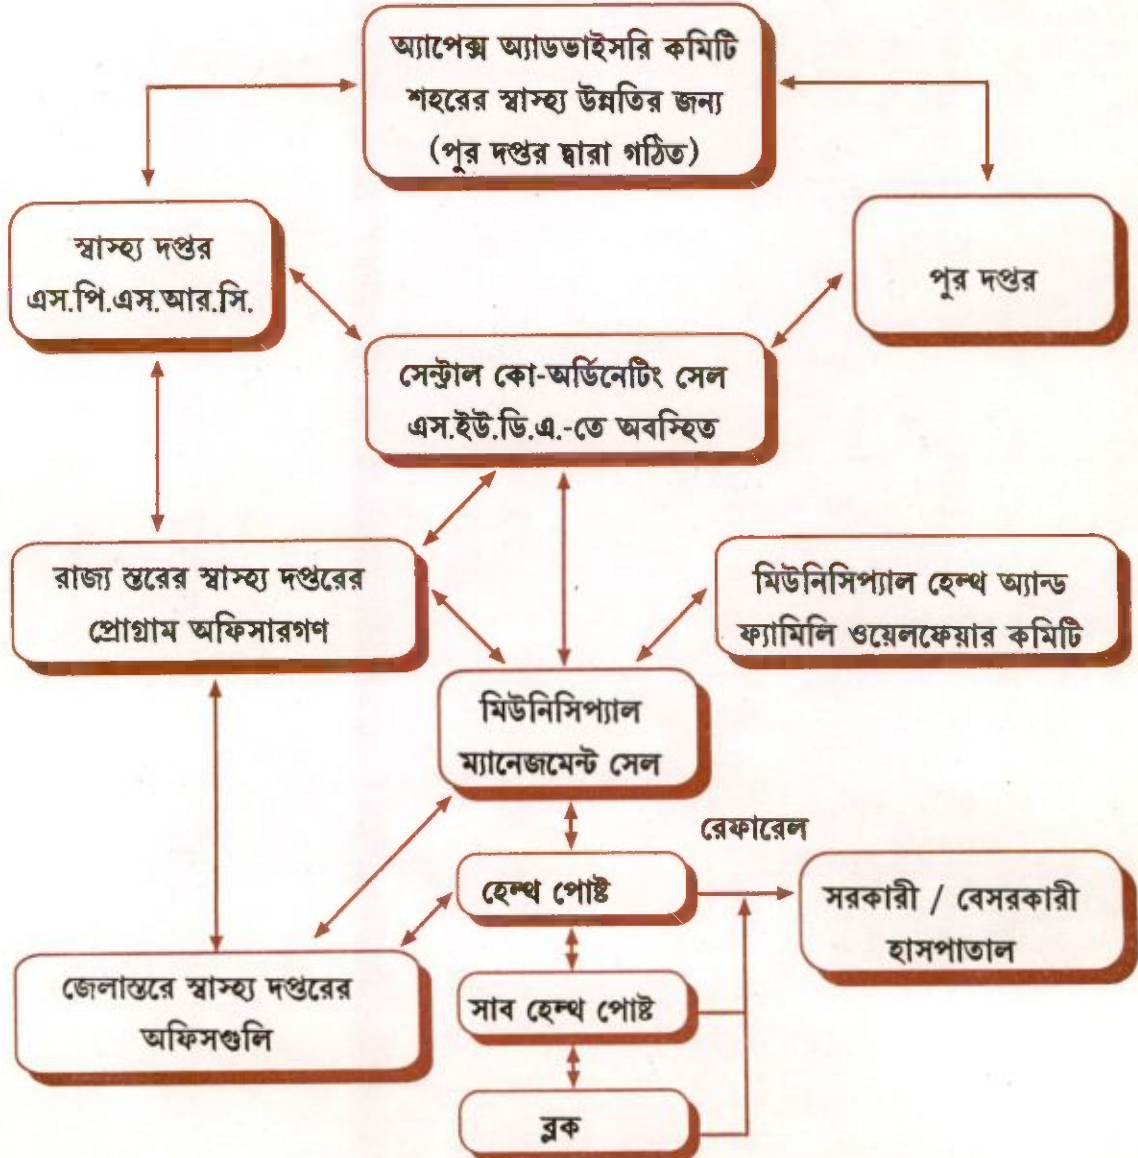 অ্যাপেক্স অ্যাডভাইসরি কমিটি
শহরের স্বাস্থ্য উন্নতির জন্য
(পুর দপ্তর দ্বারা গঠিত)
স্বাস্থ্য দপ্তর
এস.পি.এস.আর.সি.
পুর দপ্তর
সেন্ট্রাল কো-অর্ডিনেটিং সেল
এস.ইউ.ডি.এ.-তে অবস্থিত
রাজ্য স্তরের স্বাস্থ্য দপ্তরের
প্রোগ্রাম অফিসারগণ
মিউনিসিপ্যাল হেল্থ অ্যান্ড
ফ্যামিলি ওয়েলফেয়ার কমিটি
মিউনিসিপ্যাল
ম্যানেজমেন্ট সেল
রেফারেল
হেল্থ পোষ্ট
সরকারী / বেসরকারী
হাসপাতাল
জেলাস্তরে স্বাস্থ্য দপ্তরের
অফিসগুলি
সাব হেল্থ পোষ্ট
ব্লক